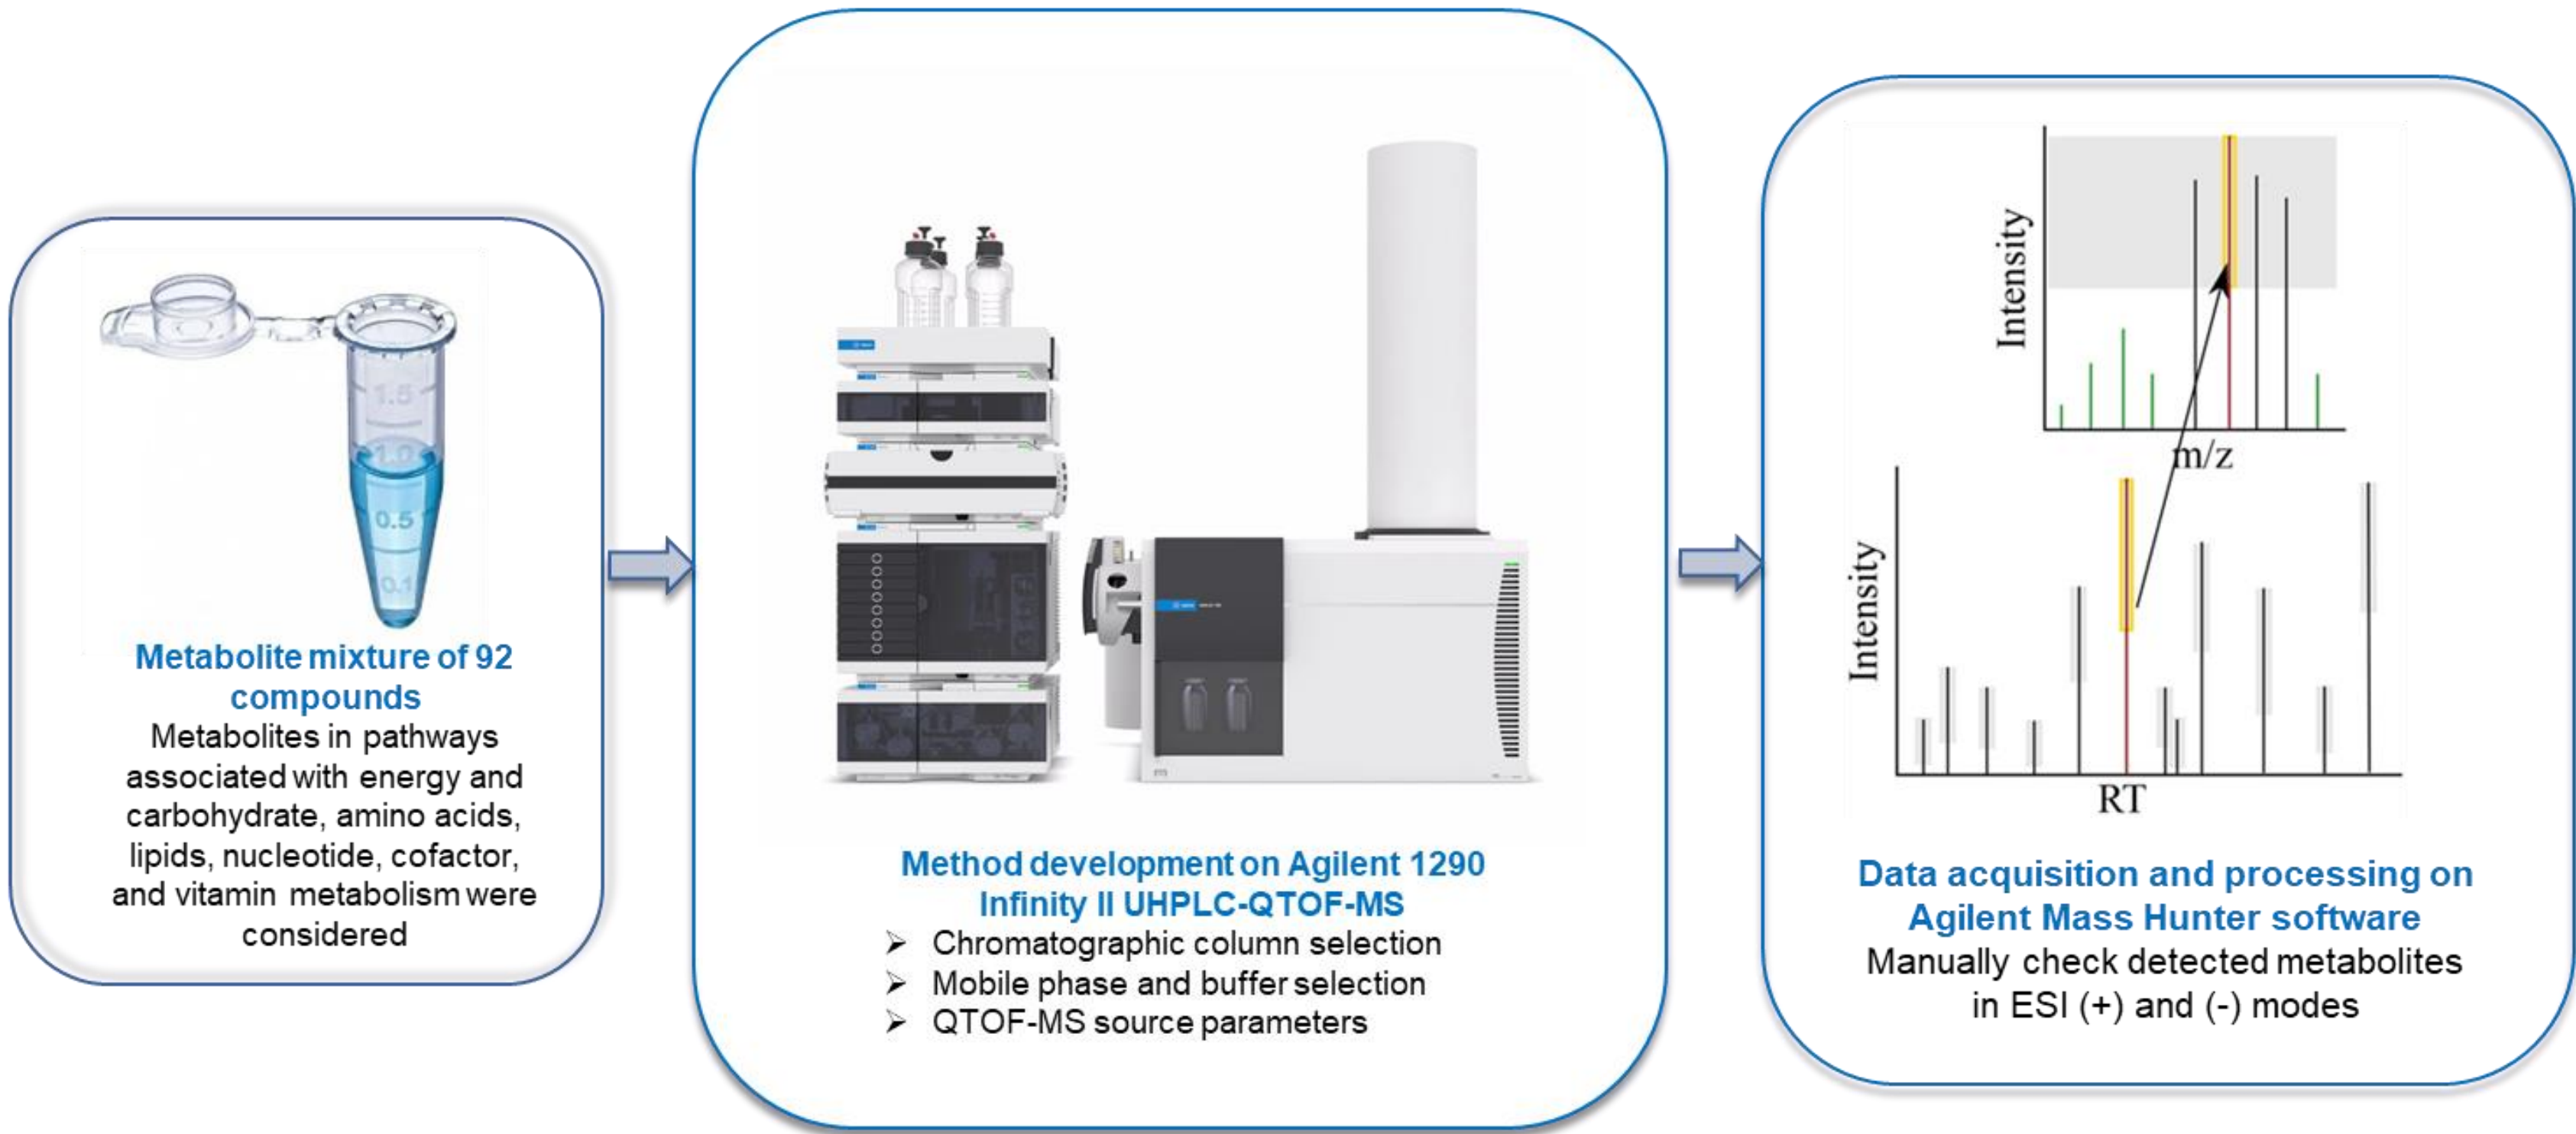 1.5
1.0
0.5
0.1
Metabolite mixture of 92
compounds
Metabolites in pathways
associated with energy and
carbohydrate, amino acids,
lipids, nucleotide, cofactor,
and vitamin metabolism were
considered
Method development on Agilent 1290
Infinity II UHPLC-QTOF-MS
➢ Chromatographic column selection
➢ Mobile phase and buffer selection
➢ QTOF-MS source parameters
Intensity
m/z
Intensity
RT
Data acquisition and processing on
Agilent Mass Hunter software
Manually check detected metabolites
in ESI (+) and (-) modes